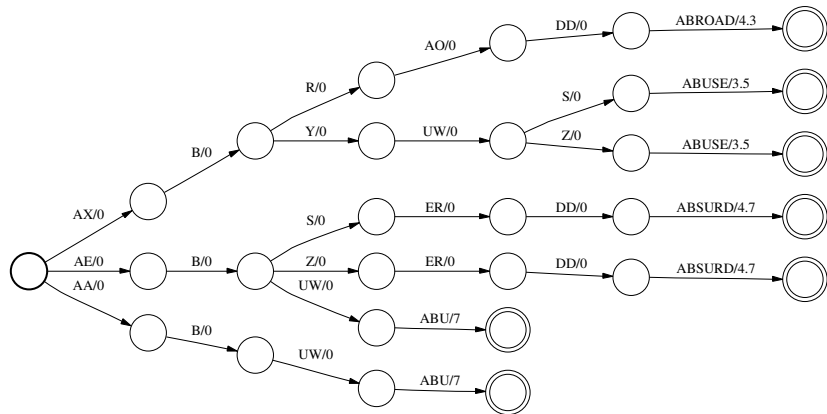 AX/0
B/0
R/0
AO/0
DD/0
ABROAD/4.3
Y/0
UW/0
S/0
ABUSE/3.5
Z/0
ABUSE/3.5
AE/0
B/0
S/0
ER/0
DD/0
ABSURD/4.7
Z/0
ER/0
DD/0
ABSURD/4.7
UW/0
ABU/7
AA/0
B/0
UW/0
ABU/7